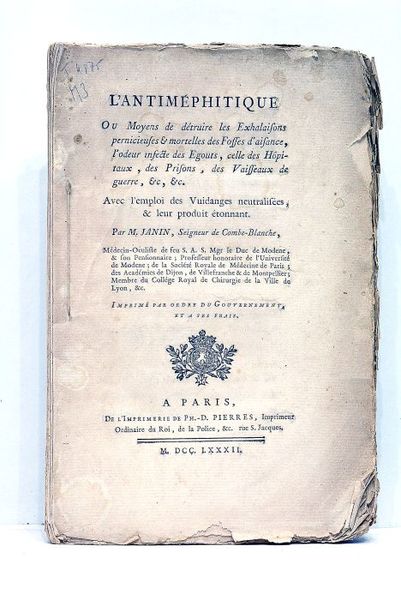 L'ANTIMÉPHITIQUE
OU Moyens de détruire les Exhalaisons
pernicieuses & mortelles des Fosses d'aisance,
l'odeur infecte des Egouts, celle des Hôpi-
taux, des Prisons, des Vaisseaux de
guerre, &c, &c.
Avec l'emploi des Vuidanges neutralisées,
& leur produit étonnant.
Par M. JANIN, Seigneur de Combe-Blanche,
Médecin-Oculiste de feu S. A. S. Mgr le Duc de Modene,
& son Pensionnaire; Professeur honoraire de l'Université
de Modene; de la Société Royale de Médecine de Paris;
des Académies de Dijon, de Villefranche & de Montpellier;
Membre du Collége Royal de Chirurgie de la Ville de
Lyon, &c.
IMPRIMÉ PAR ORDRE DU GOUVERNEMENT,
ET A SES FRAIS.
A PARIS,
DE L'IMPRIMERIE DE PH.-D. PIERRES, Imprimeur
Ordinaire du Roi, de la Police, &c. rue S. Jacques.
M. DCC. LXXXII.